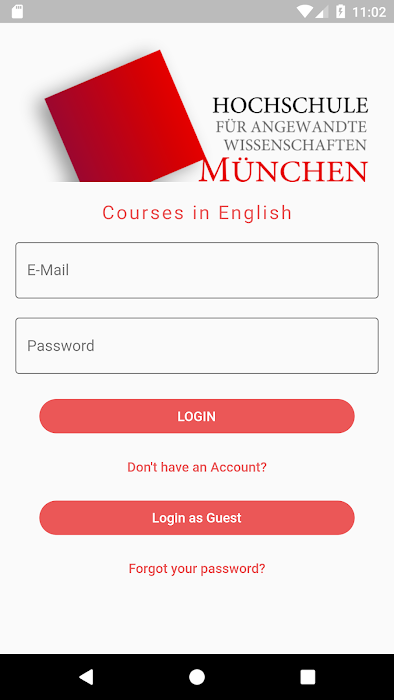 11:02
HOCHSCHULE
FÜR ANGEWANDTE
WISSENSCHAFTEN
MÜNCHEN
Courses in English
E-Mail
Password
LOGIN
Don't have an Account?
Login as Guest
Forgot your password?